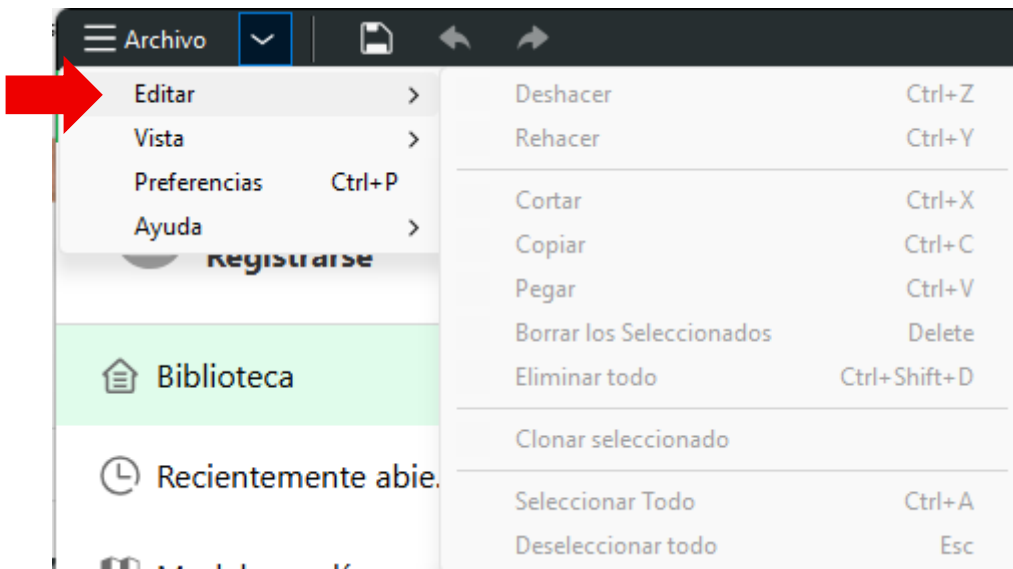 Archivo
Editar
Vista
Preferencias Ctrl+P
Ayuda
Deshacer Ctrl+Z
Rehacer Ctrl+Y
Cortar Ctrl+X
Copiar Ctrl+C
Pegar Ctrl+V
Borrar los Seleccionados Delete
Eliminar todo Ctrl+Shift+D
Clonar seleccionado
Seleccionar Todo Ctrl+A
Deseleccionar todo Esc
Registrarse
Biblioteca
Recientemente abie.